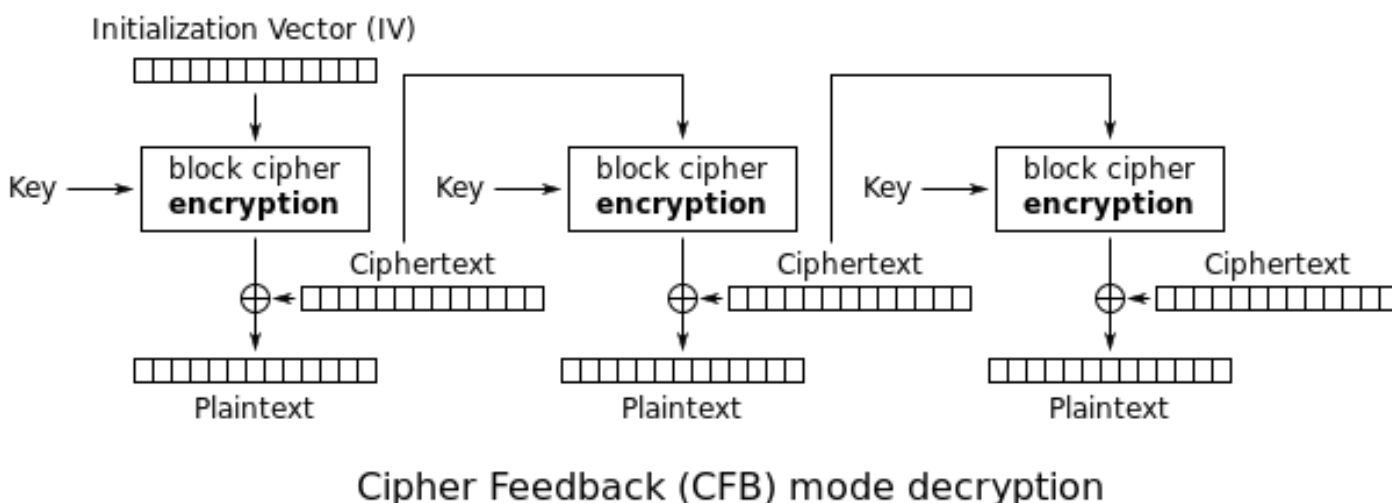 Initialization Vector (IV)
Key
block cipher
encryption
Key
block cipher
encryption
Key
block cipher
encryption
Ciphertext
Ciphertext
Ciphertext
Plaintext
Plaintext
Plaintext
Cipher Feedback (CFB) mode decryption